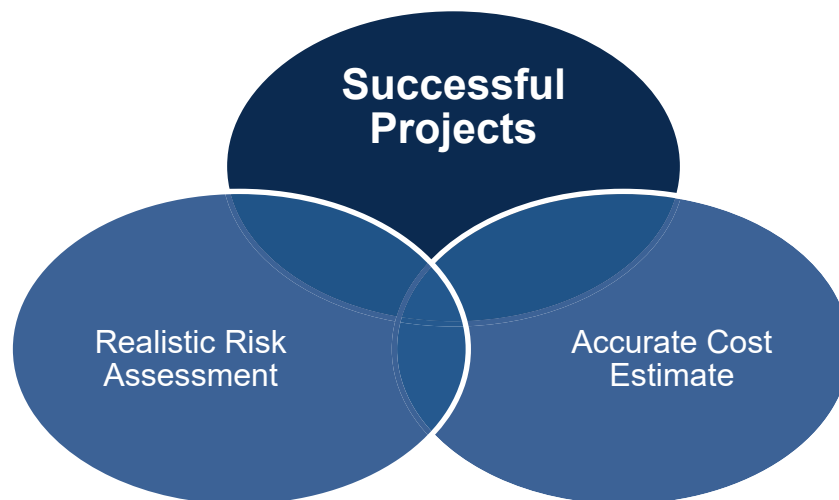 Successful
Projects
Realistic Risk
Assessment
Accurate Cost
Estimate